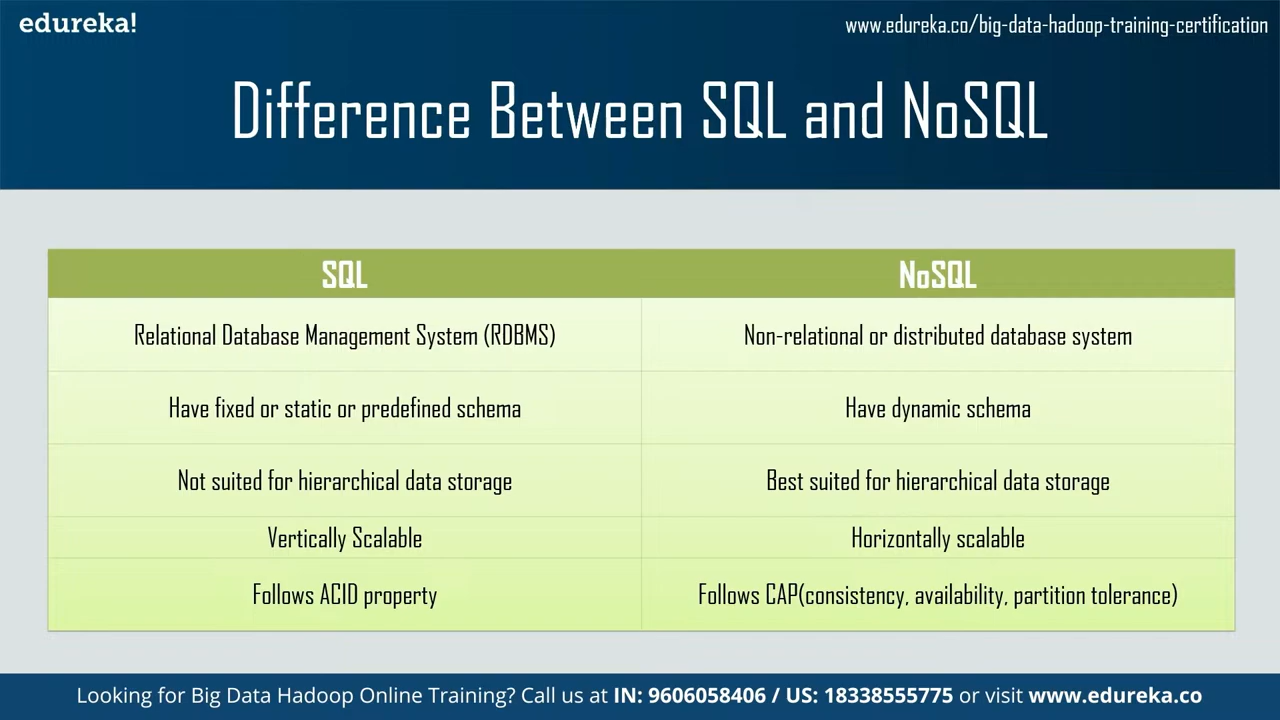 edureka!
www.edureka.co/big-data-hadoop-training-certification
Difference Between SQL and NoSQL
SQL
NoSQL
Relational Database Management System (RDBMS)
Non-relational or distributed database system
Have fixed or static or predefined schema
Have dynamic schema
Not suited for hierarchical data storage
Best suited for hierarchical data storage
Vertically Scalable
Horizontally scalable
Follows ACID property
Follows CAP(consistency, availability, partition tolerance)
Looking for Big Data Hadoop Online Training? Call us at IN: 9606058406 / US: 18338555775 or visit www.edureka.co